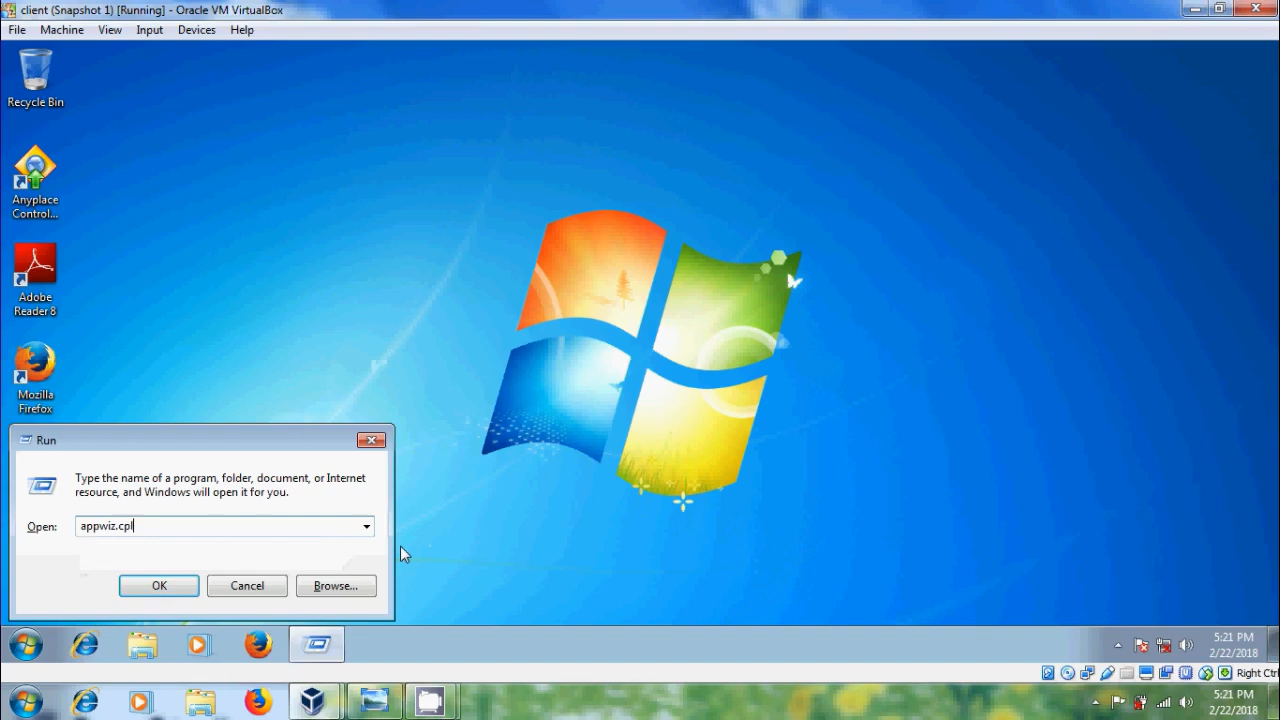 client (Snapshot 1) [Running] - Oracle VM VirtualBox
File Machine View Input Devices Help
Recycle Bin
Anyplace
Control...
Adobe
Reader 8
Mozilla
Firefox
Run
Type the name of a program, folder, document, or Internet
resource, and Windows will open it for you.
Open: appwiz.cpl
OK Cancel Browse...
5:21 PM
2/22/2018
Right Ctrl
5:21 PM
2/22/2018